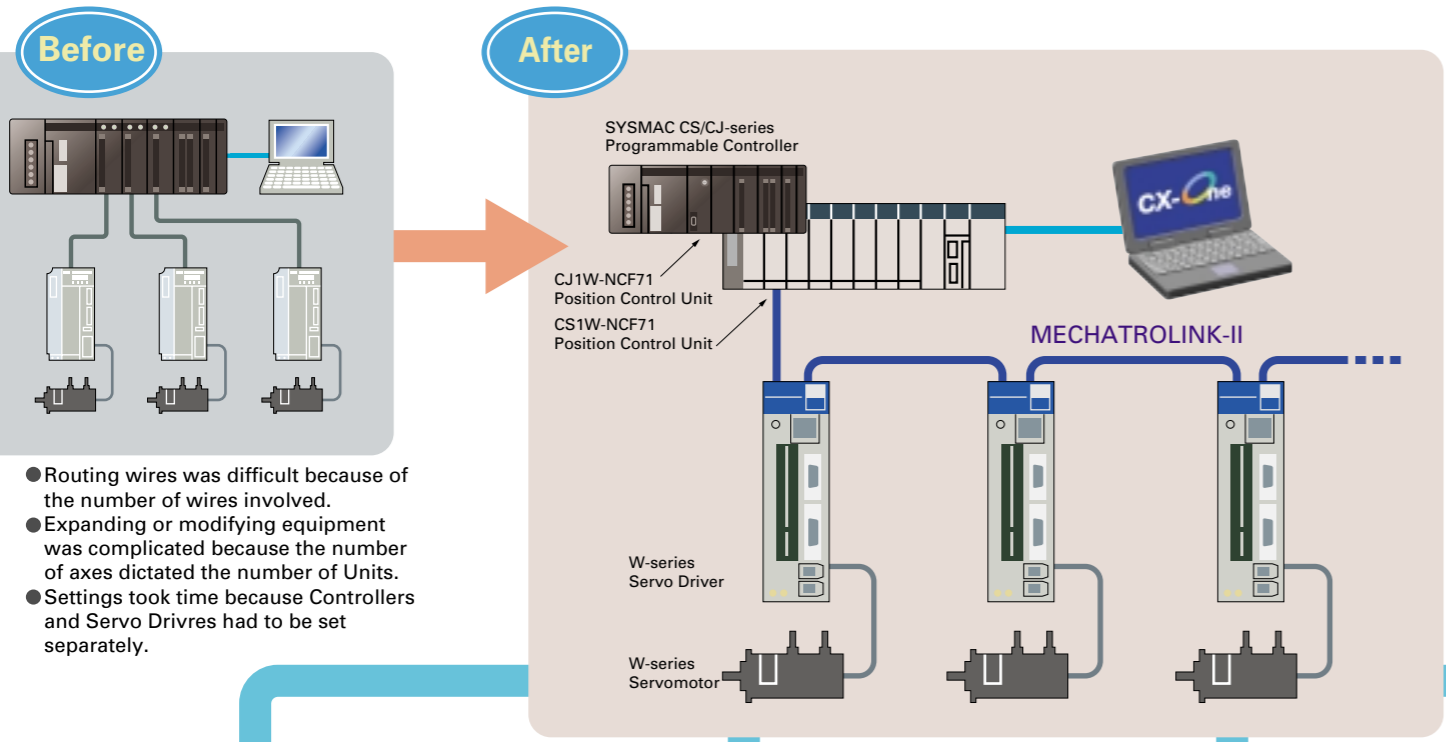 Before
After
SYSMAC CS/CJ-series
Programmable Controller
CX-One
CJ1W-NCF71
Position Control Unit
CS1W-NCF71
Position Control Unit
MECHATROLINK-II
●Routing wires was difficult because of
the number of wires involved.
●Expanding or modifying equipment
was complicated because the number
of axes dictated the number of Units.
●Settings took time because Controllers
and Servo Drivres had to be set
separately.
W-series
Servo Driver
W-series
Servomotor